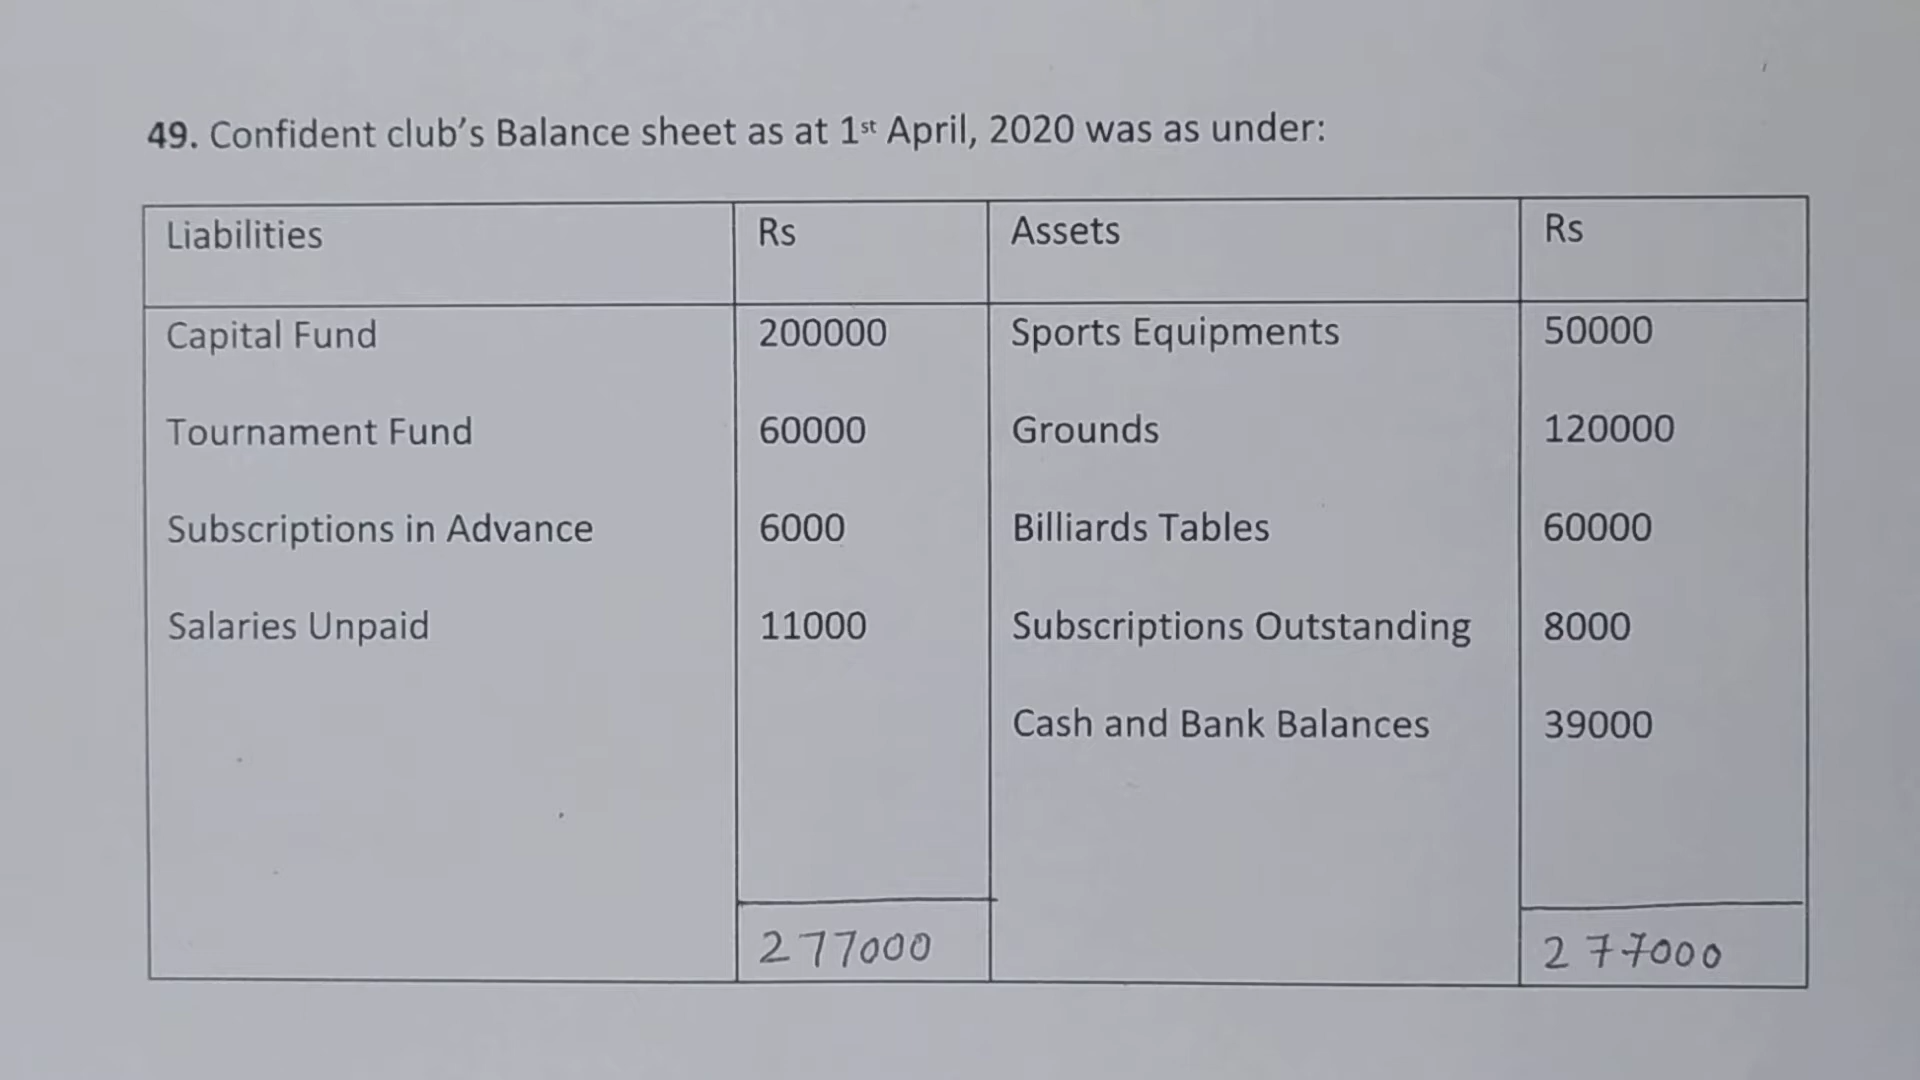 49. Confident club's Balance sheet as at 1st April, 2020 was as under:
Liabilities Rs Assets Rs
Capital Fund 200000 Sports Equipments 50000
Tournament Fund 60000 Grounds 120000
Subscriptions in Advance 6000 Billiards Tables 60000
Salaries Unpaid 11000 Subscriptions Outstanding 8000
Cash and Bank Balances 39000
277000 277000